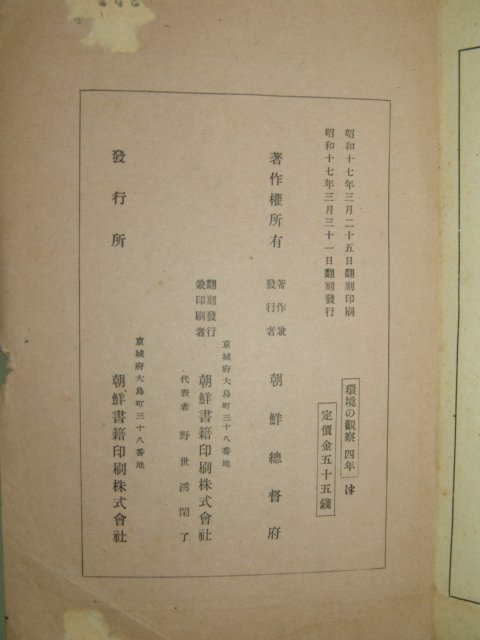 昭和十七年三月二十五日翻刻印刷
昭和十七年三月三十一日翻刻發行
環境の觀察 四年
定價金五十五錢
著作權所有
著作兼
發行者
朝鮮總督府
京城府大島町三十八番地
翻刻發行
兼印刷者
朝鮮書籍印刷株式會社
代表者 野世溪閑了
發行所
京城府大島町三十八番地
朝鮮書籍印刷株式會社